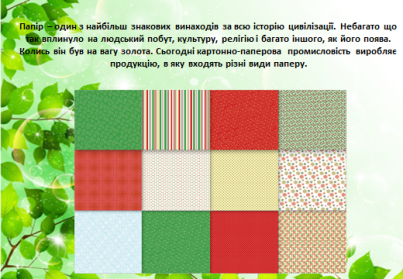 Папір – один з найбільш знакових винаходів за всю історію цивілізації. Небагато що
так вплинуло на людський побут, культуру, релігію і багато іншого, як його поява.
Колись він був на вагу золота. Сьогодні картонно-паперова промисловість виробляє
продукцію, в яку входять різні види паперу.